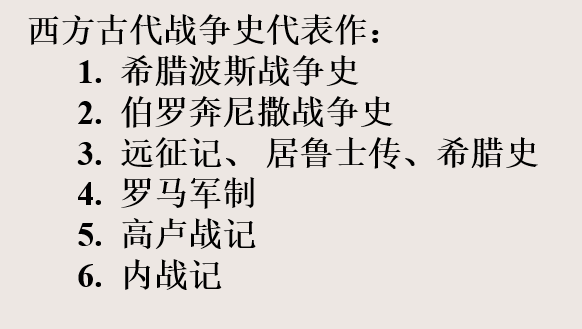 西方古代战争史代表作：
1. 希腊波斯战争史
2. 伯罗奔尼撒战争史
3. 远征记、 居鲁士传、希腊史
4. 罗马军制
5. 高卢战记
6. 内战记